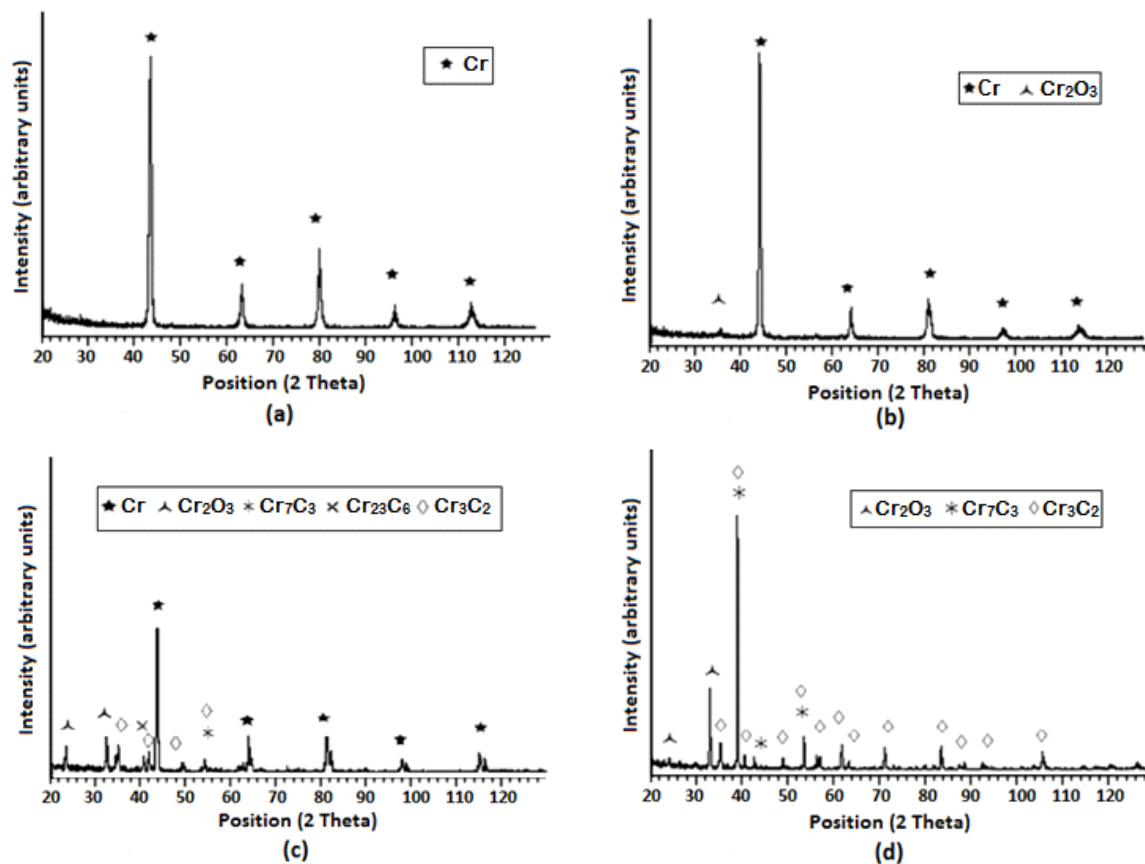 ★ Cr
Intensity (arbitrary units)
20 30 40 50 60 70 80 90 100 110 120
Position (2 Theta)
(a)
★ Cr ⅄ Cr₂O₃
Intensity (arbitrary units)
20 30 40 50 60 70 80 90 100 110 120
Position (2 Theta)
(b)
★ Cr ⅄ Cr₂O₃ ✳ Cr₇C₃ × Cr₂₃C₆ ◇ Cr₃C₂
Intensity (arbitrary units)
20 30 40 50 60 70 80 90 100 110 120
Position (2 Theta)
(c)
⅄ Cr₂O₃ ✳ Cr₇C₃ ◇ Cr₃C₂
Intensity (arbitrary units)
20 30 40 50 60 70 80 90 100 110 120
Position (2 Theta)
(d)